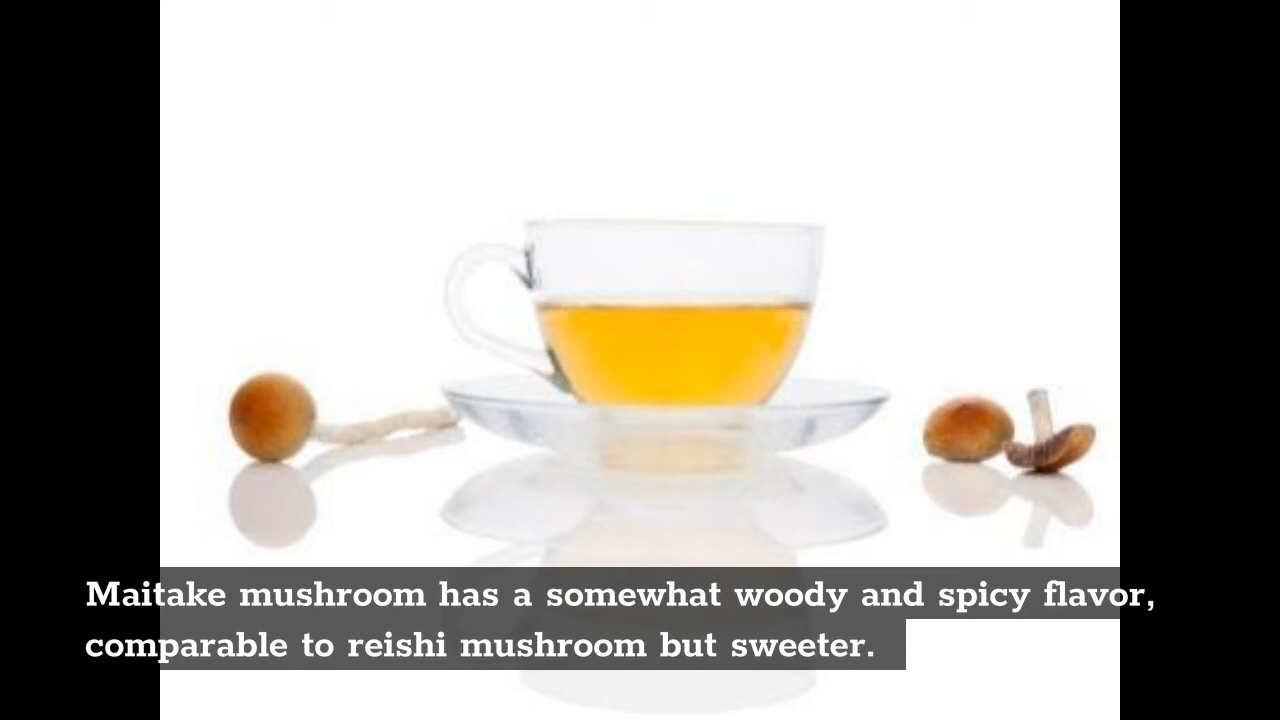 Maitake mushroom has a somewhat woody and spicy flavor,
comparable to reishi mushroom but sweeter.